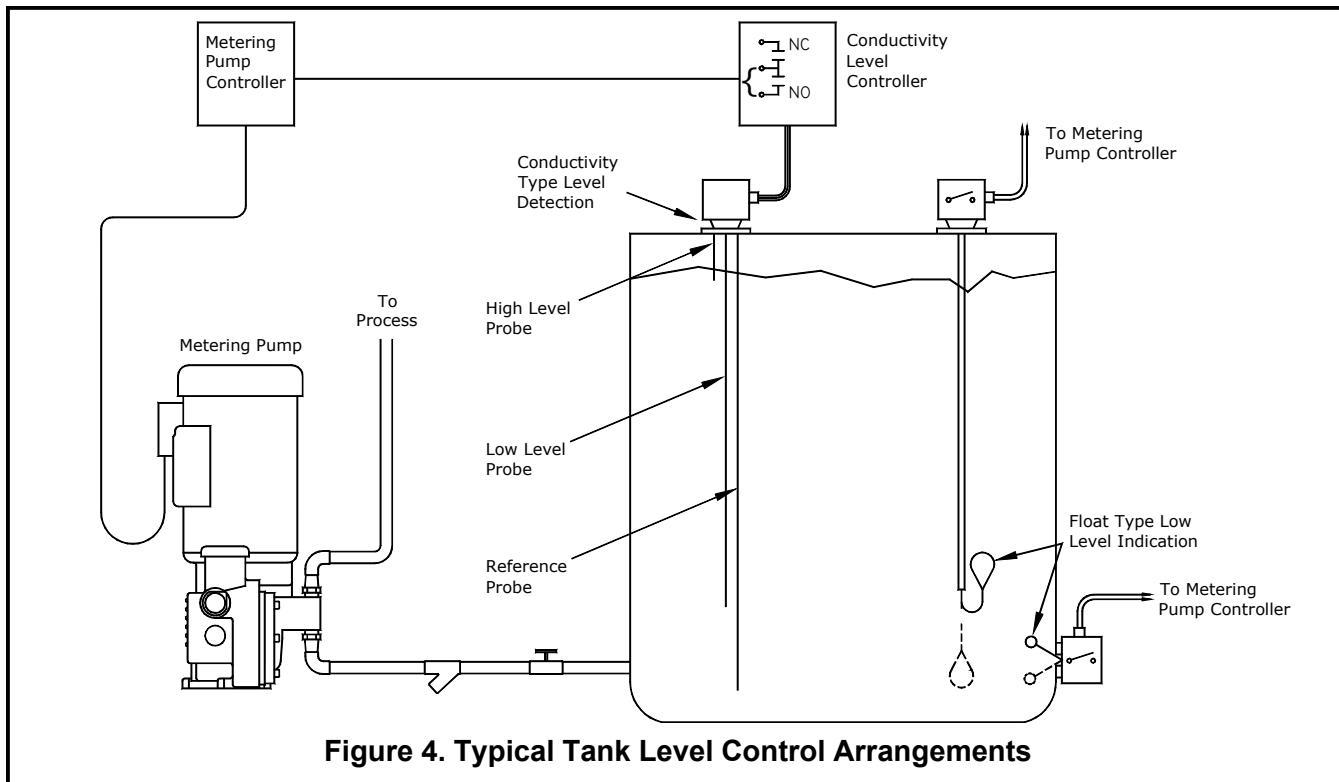 Metering
Pump
Controller
NC
NO
Conductivity
Level
Controller
Conductivity
Type Level
Detection
To Metering
Pump Controller
High Level
Probe
To
Process
Metering Pump
Low Level
Probe
Reference
Probe
Float Type Low
Level Indication
To Metering
Pump Controller
Figure 4. Typical Tank Level Control Arrangements